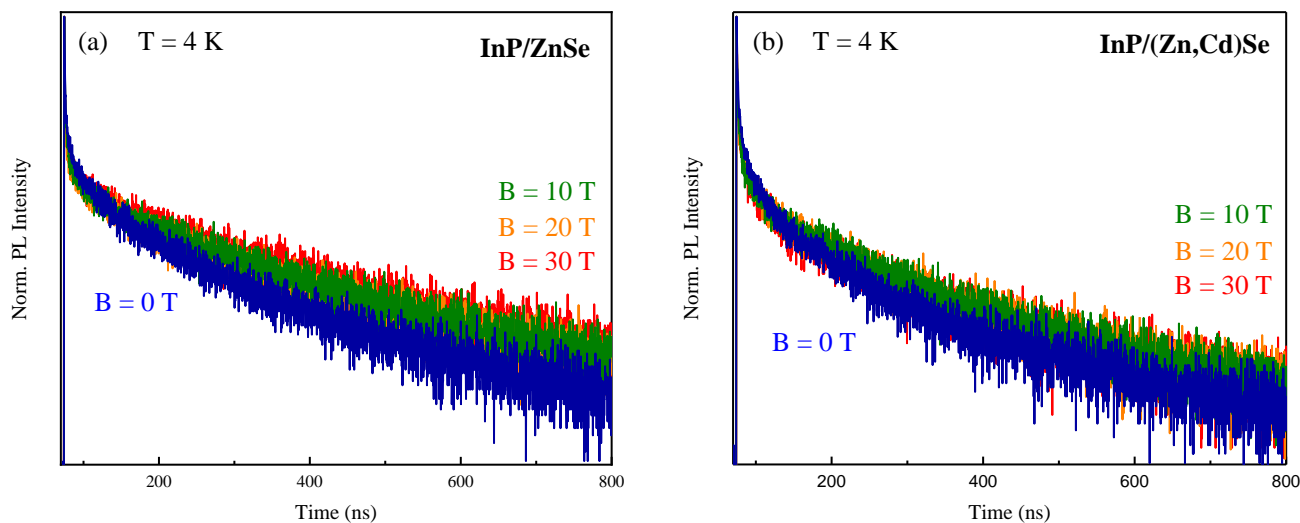 (a) T = 4 K
InP/ZnSe
Norm. PL Intensity
B = 10 T
B = 20 T
B = 30 T
B = 0 T
200 400 600 800
Time (ns)
(b) T = 4 K
InP/(Zn,Cd)Se
Norm. PL Intensity
B = 10 T
B = 20 T
B = 30 T
B = 0 T
200 400 600 800
Time (ns)